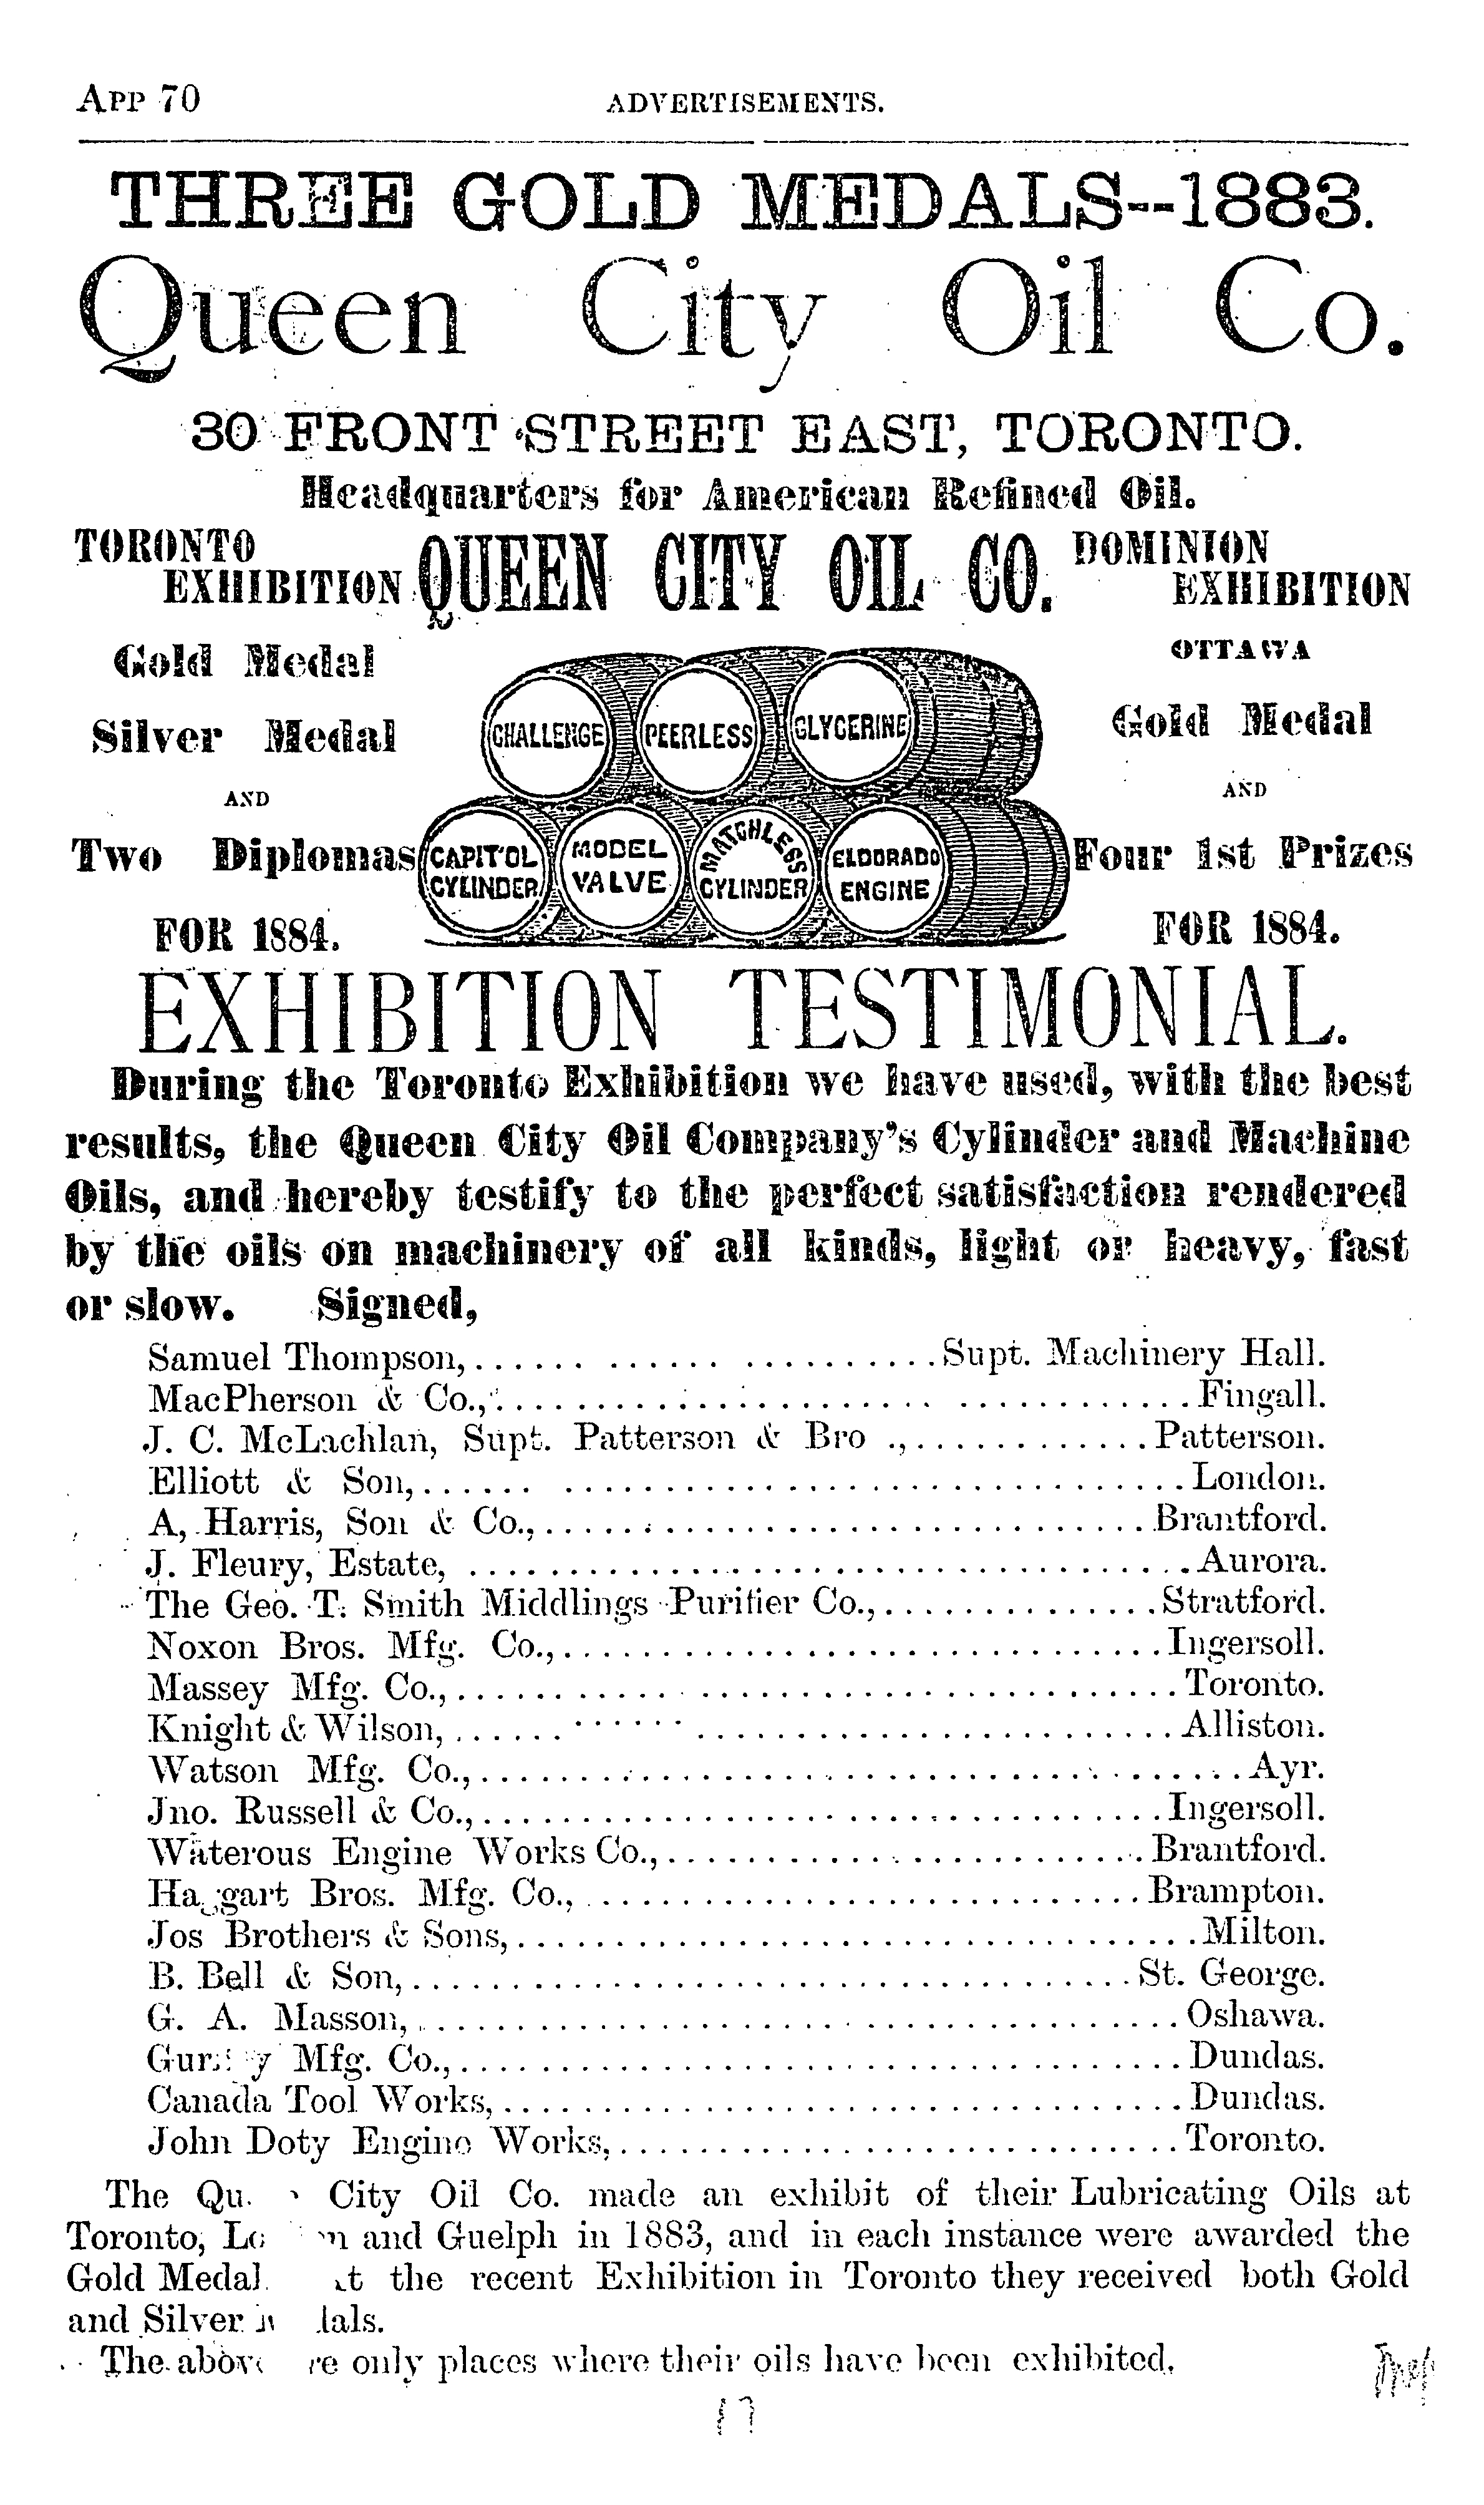 APP 70
ADVERTISEMENTS.
THREE GOLD MEDALS--1883.
Queen City Oil Co.
30 FRONT STREET EAST, TORONTO.
Headquarters for American Refined Oil.
TORONTO
EXHIBITION
Gold Medal
Silver Medal
AND
Two Diplomas
FOR 1884.
QUEEN CITY OIL CO.
CHALLENGE
PEERLESS
GLYCERINE
CAPITOL
CYLINDER
MODEL
VALVE
MATCHLESS
CYLINDER
ELDORADO
ENGINE
DOMINION
EXHIBITION
OTTAWA
Gold Medal
AND
Four 1st Prizes
FOR 1884.
EXHIBITION TESTIMONIAL.
During the Toronto Exhibition we have used, with the best
results, the Queen City Oil Company's Cylinder and Machine
Oils, and hereby testify to the perfect satisfaction rendered
by the oils on machinery of all kinds, light or heavy, fast
or slow. Signed,
Samuel Thompson,........................Supt. Machinery Hall.
MacPherson & Co.,........................Fingall.
J. C. McLachlan, Supt. Patterson & Bro .,............Patterson.
Elliott & Son,........................London.
A, Harris, Son & Co.,........................Brantford.
J. Fleury, Estate, ........................Aurora.
The Geo. T. Smith Middlings Purifier Co.,..............Stratford.
Noxon Bros. Mfg. Co.,........................Ingersoll.
Massey Mfg. Co.,........................Toronto.
Knight & Wilson,........................Alliston.
Watson Mfg. Co.,........................Ayr.
Jno. Russell & Co.,........................Ingersoll.
Waterous Engine Works Co.,........................Brantford.
Haggart Bros. Mfg. Co.,........................Brampton.
Jos Brothers & Sons,........................Milton.
B. Bell & Son,........................St. George.
G. A. Masson,........................Oshawa.
Mfg. Co.,........................Dundas.
Canada Tool Works,........................Dundas.
John Doty Engine Works,........................Toronto.
The City Oil Co. made an exhibit of their Lubricating Oils at
Toronto, and Guelph in 1883, and in each instance were awarded the
Gold Medal the recent Exhibition in Toronto they received both Gold
and Silver
The only places where their oils have been exhibited.